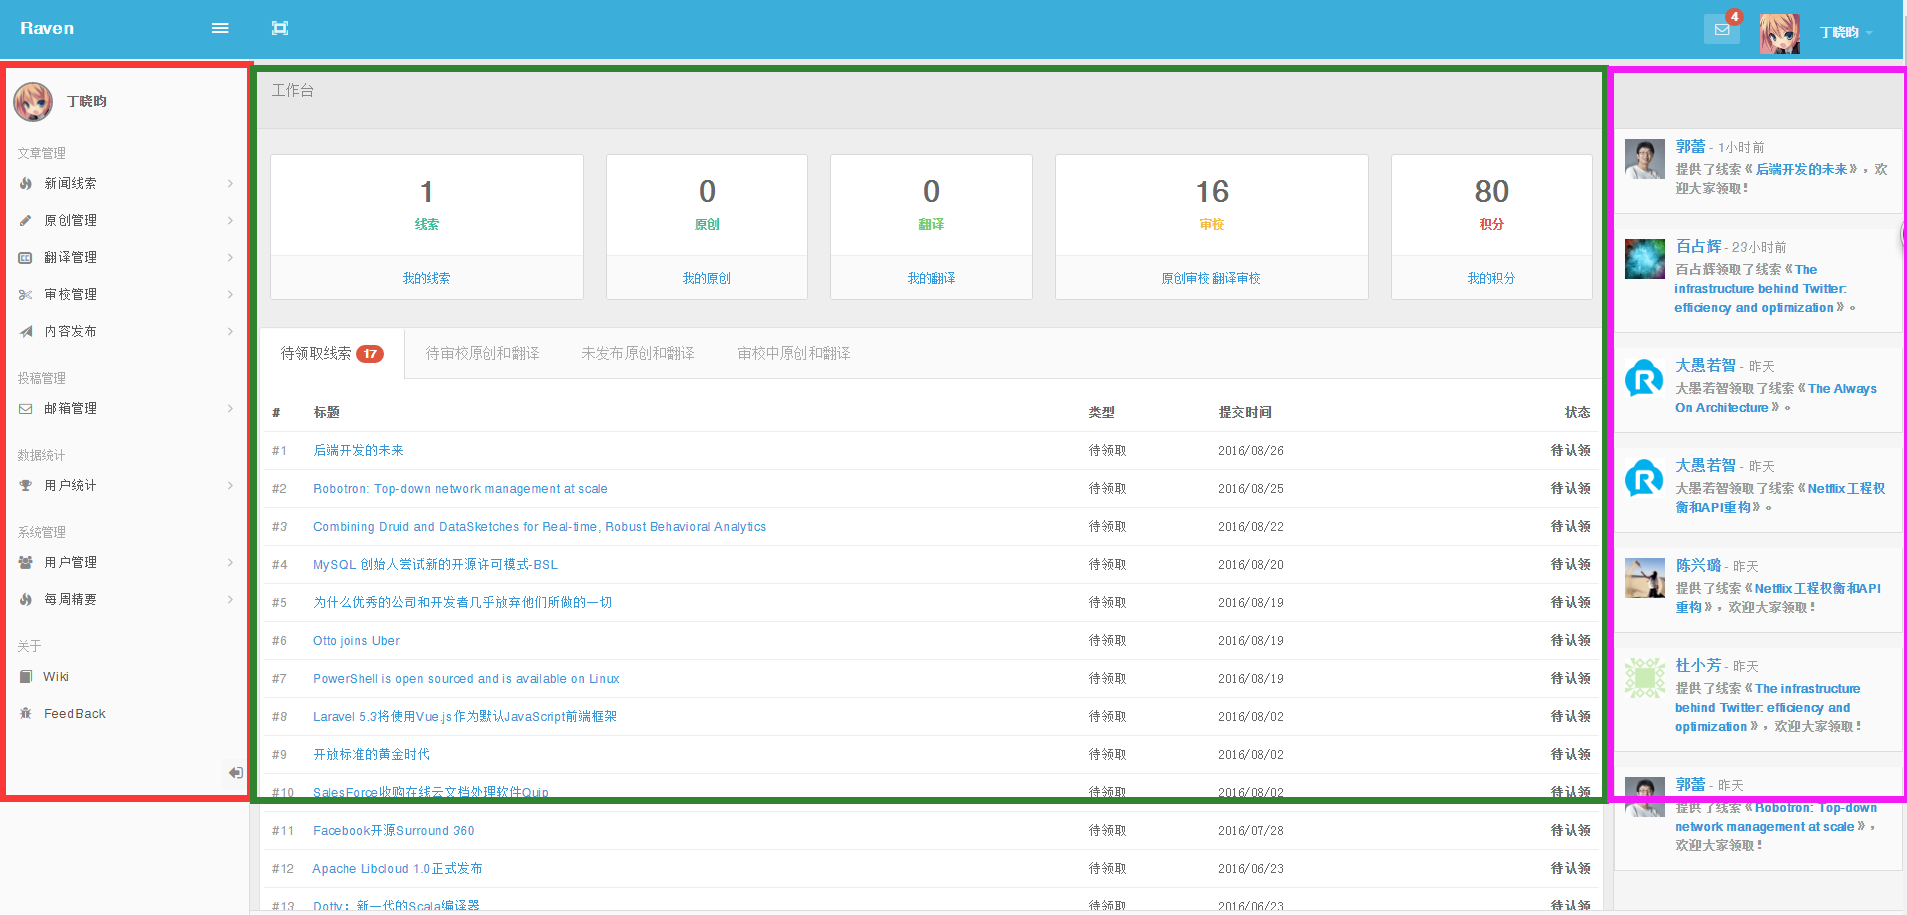 Raven
4
丁晓昀
丁晓昀
文章管理
新闻线索
原创管理
翻译管理
审校管理
内容发布
投稿管理
邮箱管理
数据统计
用户统计
系统管理
用户管理
每周精要
关于
Wiki
FeedBack
工作台
1
线索
我的线索
0
原创
我的原创
0
翻译
我的翻译
16
审校
原创审校 翻译审校
80
积分
我的积分
待领取线索 17 待审校原创和翻译 未发布原创和翻译 审校中原创和翻译
# 标题 类型 提交时间 状态
#1 后端开发的未来 待领取 2016/08/26 待认领
#2 Robotron: Top-down network management at scale 待领取 2016/08/25 待认领
#3 Combining Druid and DataSketches for Real-time, Robust Behavioral Analytics 待领取 2016/08/22 待认领
#4 MySQL 创始人尝试新的开源许可模式-BSL 待领取 2016/08/20 待认领
#5 为什么优秀的公司和开发者几乎放弃他们所做的一切 待领取 2016/08/19 待认领
#6 Otto joins Uber 待领取 2016/08/19 待认领
#7 PowerShell is open sourced and is available on Linux 待领取 2016/08/19 待认领
#8 Laravel 5.3将使用Vue.js作为默认JavaScript前端框架 待领取 2016/08/02 待认领
#9 开放标准的黄金时代 待领取 2016/08/02 待认领
#10 SalesForce收购在线云文档处理软件Quip 待领取 2016/08/02 待认领
#11 Facebook开源Surround 360 待领取 2016/07/28 待认领
#12 Apache Libcloud 1.0正式发布 待领取 2016/06/23 待认领
#13 Dotty：新一代的Scala编译器 待领取 2016/06/23 待认领
郭蕾 - 1小时前
提供了线索《后端开发的未来》，欢
迎大家领取！
百占辉 - 23小时前
百占辉领取了线索《The
infrastructure behind Twitter:
efficiency and optimization》。
大愚若智 - 昨天
大愚若智领取了线索《The Always
On Architecture》。
大愚若智 - 昨天
大愚若智领取了线索《Netflix工程权
衡和API重构》。
陈兴璐 - 昨天
提供了线索《Netflix工程权衡和API
重构》，欢迎大家领取！
杜小芳 - 昨天
提供了线索《The infrastructure
behind Twitter: efficiency and
optimization》，欢迎大家领取！
郭蕾 - 昨天
提供了线索《Robotron: Top-down
network management at scale》，
欢迎大家领取！